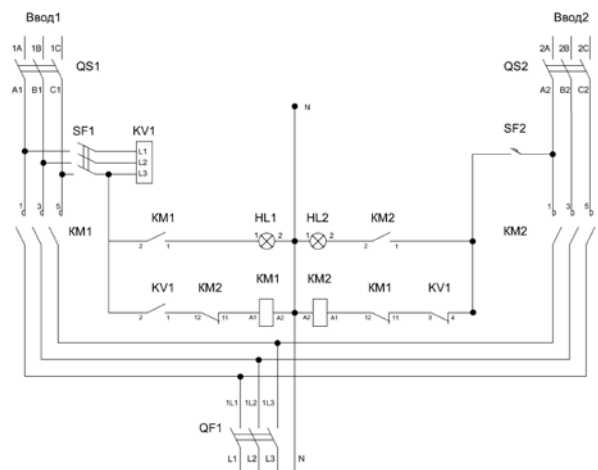 Ввод1 Ввод2
1A 1B 1C 2A 2B 2C
QS1 QS2
A1 B1 C1 A2 B2 C2
N
SF1 KV1 SF2
L1
L2
L3
1 3 5 1 3 5
KM1 HL1 HL2 KM2
KM1 KM2
2 1 1 2 1 2 2 1
KV1 KM2 KM1 KM2 KM1 KV1
2 1 12 11 A1 A2 A2 A1 12 11 3 4
1L1 1L2 1L3
QF1
L1 L2 L3 N